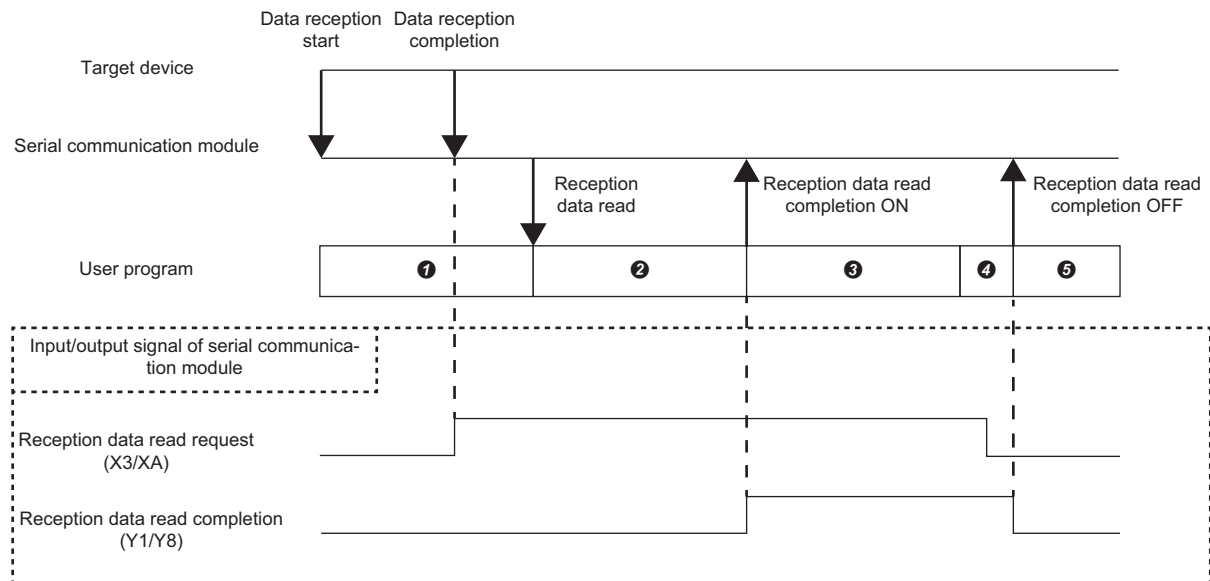 Data reception
start
Data reception
completion
Target device
Serial communication module
Reception
data read
Reception data read
completion ON
Reception data read
completion OFF
User program
❶
❷
❸
❹
❺
Input/output signal of serial communica-
tion module
Reception data read request
(X3/XA)
Reception data read completion
(Y1/Y8)